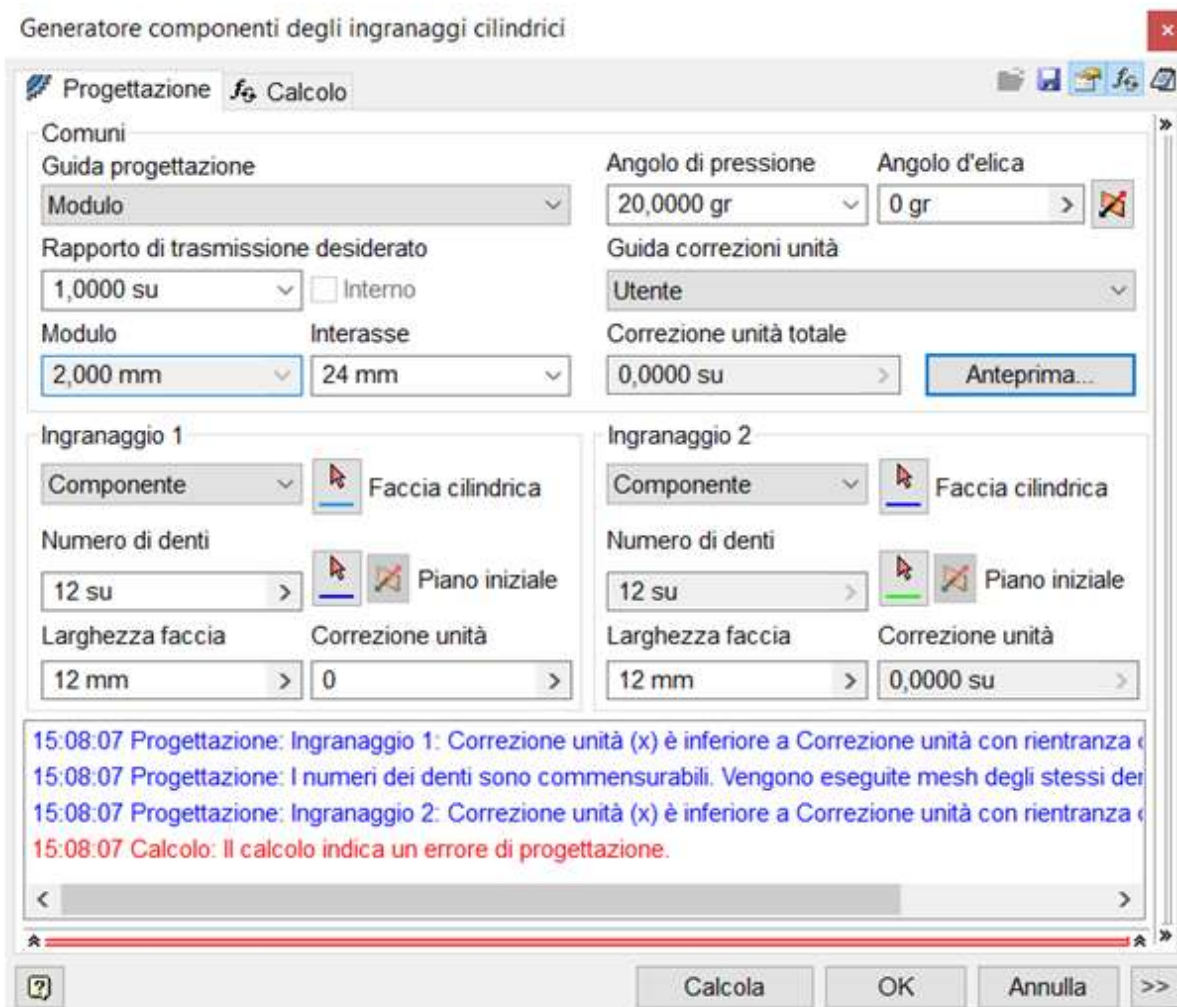 Generatore componenti degli ingranaggi cilindrici
Progettazione
fG Calcolo
Comuni
Guida progettazione
Angolo di pressione
Angolo d'elica
Modulo
20,0000 gr
0 gr
Rapporto di trasmissione desiderato
Guida correzioni unità
1,0000 su
Interno
Utente
Modulo
Interasse
Correzione unità totale
2,000 mm
24 mm
0,0000 su
Anteprima...
Ingranaggio 1
Componente
Faccia cilindrica
Numero di denti
12 su
Piano iniziale
Larghezza faccia
Correzione unità
12 mm
0
Ingranaggio 2
Componente
Faccia cilindrica
Numero di denti
12 su
Piano iniziale
Larghezza faccia
Correzione unità
12 mm
0,0000 su
15:08:07 Progettazione: Ingranaggio 1: Correzione unità (x) è inferiore a Correzione unità con rientranza
15:08:07 Progettazione: I numeri dei denti sono commensurabili. Vengono eseguite mesh degli stessi
15:08:07 Progettazione: Ingranaggio 2: Correzione unità (x) è inferiore a Correzione unità con rientranza
15:08:07 Calcolo: Il calcolo indica un errore di progettazione.
Calcola
OK
Annulla
>>